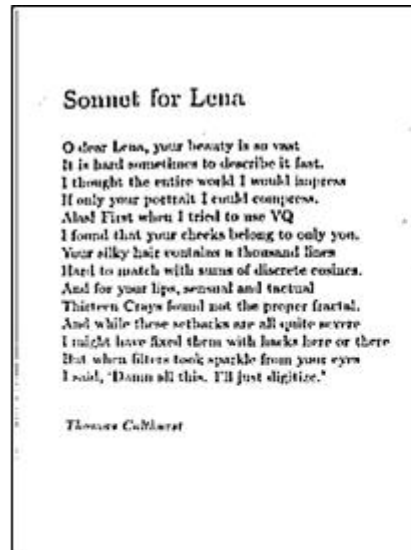 Sonnet for Lena
O dear Lena, your beauty is so vast
It is hard sometimes to describe it fast.
I thought the entire world I would impress
If only your portrait I could compress.
Alas! First when I tried to use VQ
I found that your cheeks belong to only you.
Your silky hair contains a thousand lines
Hard to match with sums of discrete cosines.
And for your lips, sensual and tactual
Thirteen Crays found not the proper fractal.
And while these setbacks are all quite severe
I might have fixed them with hacks here or there
But when filters took sparkle from your eyes
I said, 'Damn all this. I'll just digitize.'
Thomas Colthurst